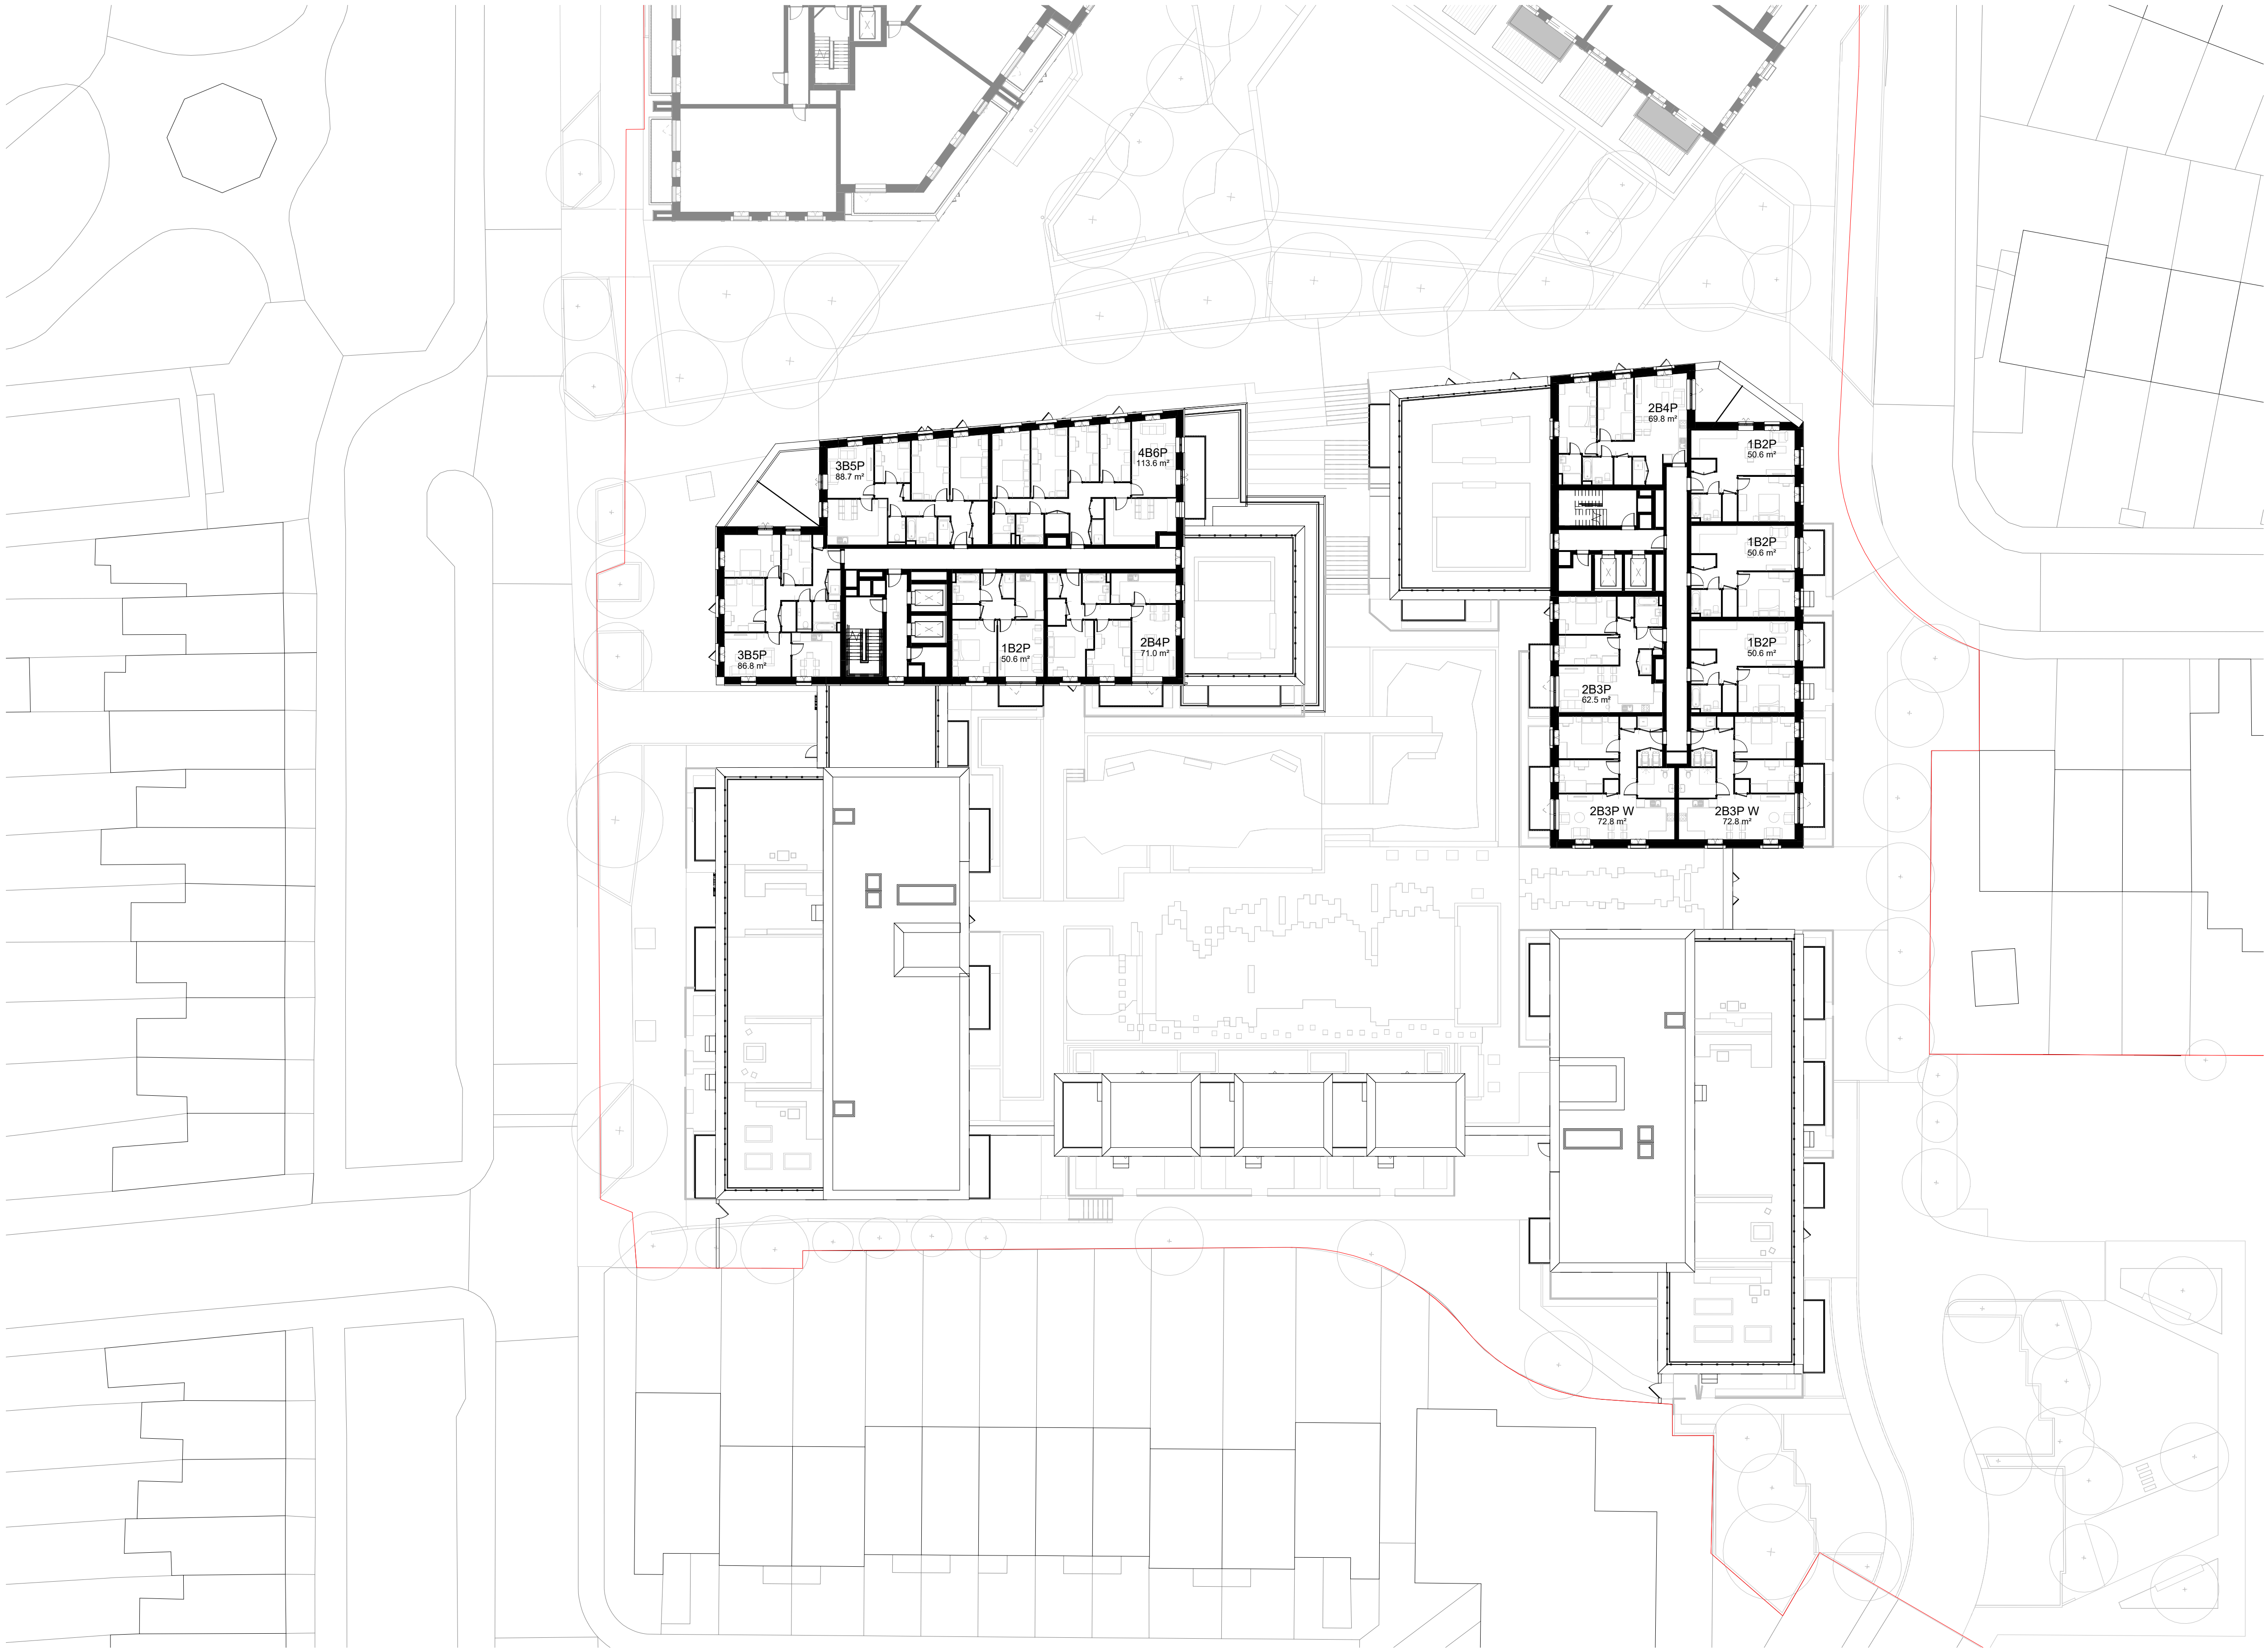 2B4P
69.8 m²
1B2P
50.6 m²
3B5P
88.7 m²
4B6P
113.6 m²
1B2P
50.6 m²
3B5P
86.8 m²
1B2P
50.6 m²
2B4P
71.0 m²
1B2P
50.6 m²
2B3P
62.5 m²
2B3P W
72.8 m²
2B3P W
72.8 m²